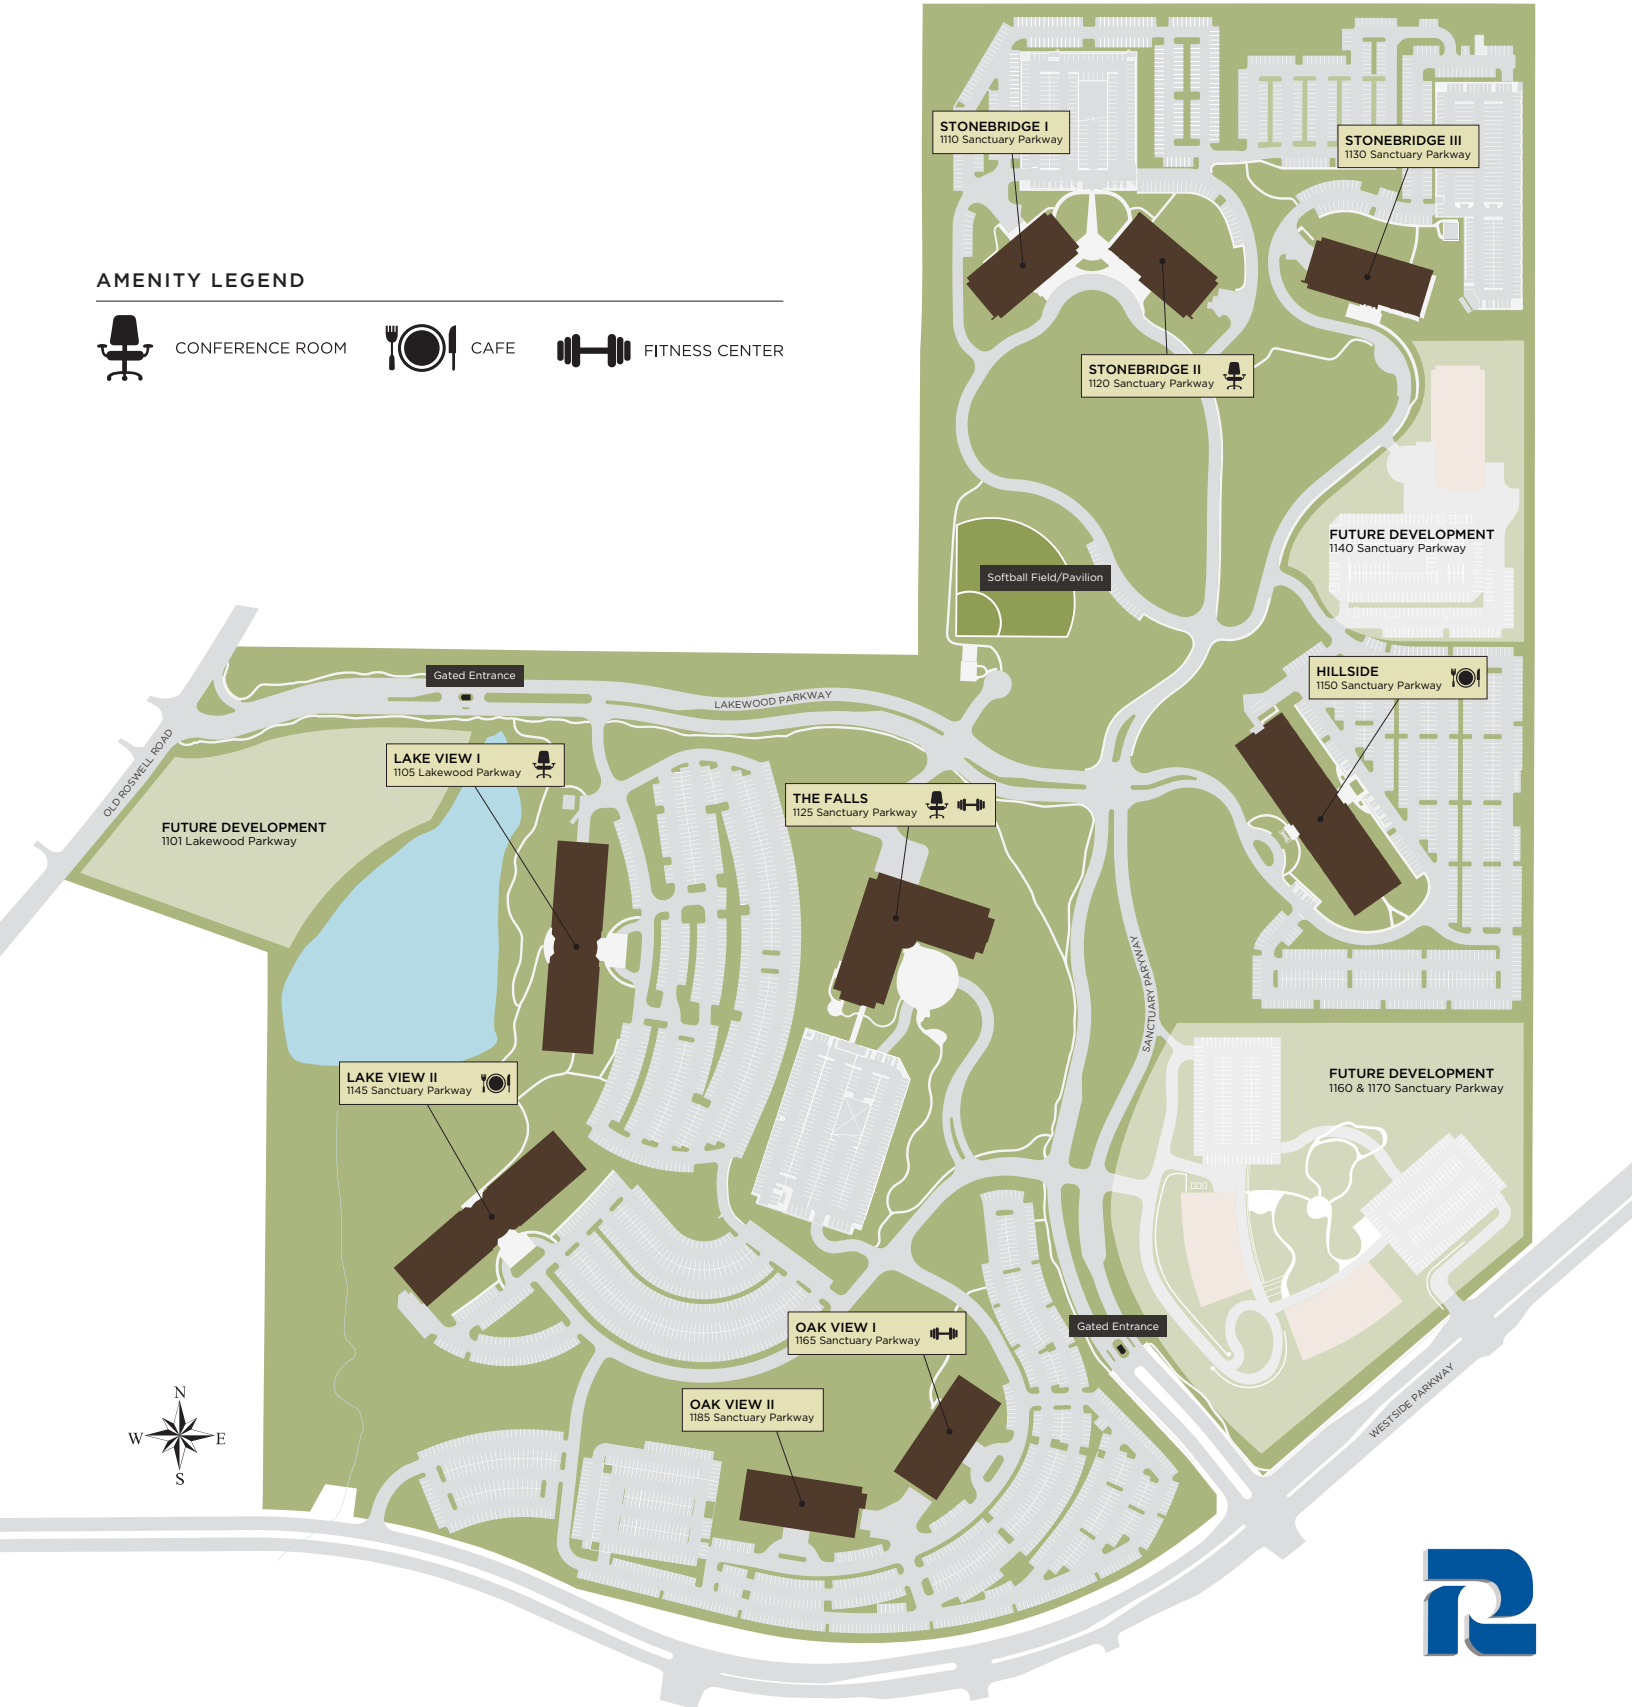 STONEBRIDGE I
1110 Sanctuary Parkway
STONEBRIDGE III
1130 Sanctuary Parkway
AMENITY LEGEND
CONFERENCE ROOM
CAFE
FITNESS CENTER
STONEBRIDGE II
1120 Sanctuary Parkway
FUTURE DEVELOPMENT
1140 Sanctuary Parkway
Softball Field/Pavilion
Gated Entrance
HILLSIDE
1150 Sanctuary Parkway
LAKEWOOD PARKWAY
OLD ROSWELL ROAD
LAKE VIEW I
1105 Lakewood Parkway
THE FALLS
1125 Sanctuary Parkway
FUTURE DEVELOPMENT
1101 Lakewood Parkway
SANCTUARY PARYWAY
LAKE VIEW II
1145 Sanctuary Parkway
FUTURE DEVELOPMENT
1160 & 1170 Sanctuary Parkway
OAK VIEW I
1165 Sanctuary Parkway
Gated Entrance
WESTSIDE PARKWAY
OAK VIEW II
1185 Sanctuary Parkway
N
W
E
S